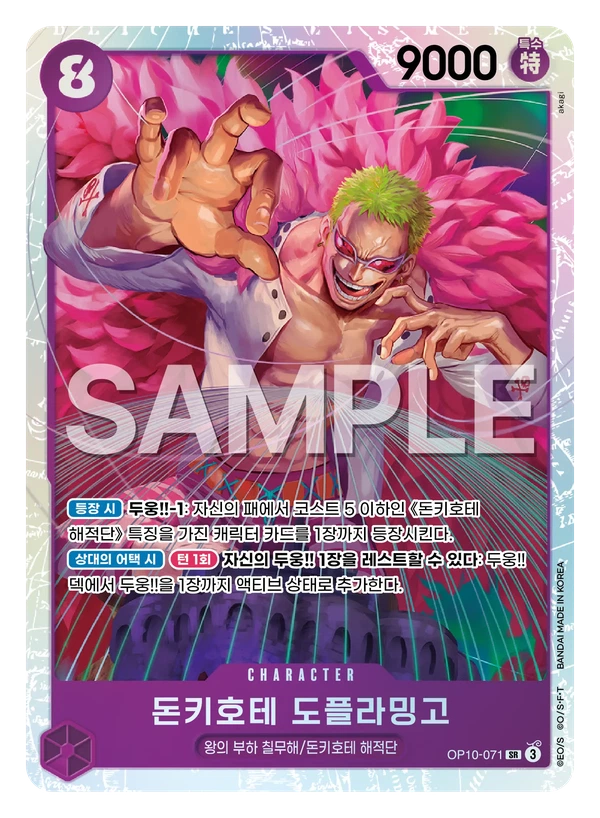 8
9000
특수
特
akagi
SAMPLE
등장 시 두웅!!-1: 자신의 패에서 코스트 5 이하인 《돈키호테
해적단》 특징을 가진 캐릭터 카드를 1장까지 등장시킨다.
상대의 어택 시 턴 1회 자신의 두웅!! 1장을 레스트할 수 있다: 두웅!!
덱에서 두웅!!을 1장까지 액티브 상태로 추가한다.
CHARACTER
돈키호테 도플라밍고
왕의 부하 칠무해/돈키호테 해적단
OP10-071 SR 3
©EO/S ©O/S·F·T BANDAI MADE IN KOREA